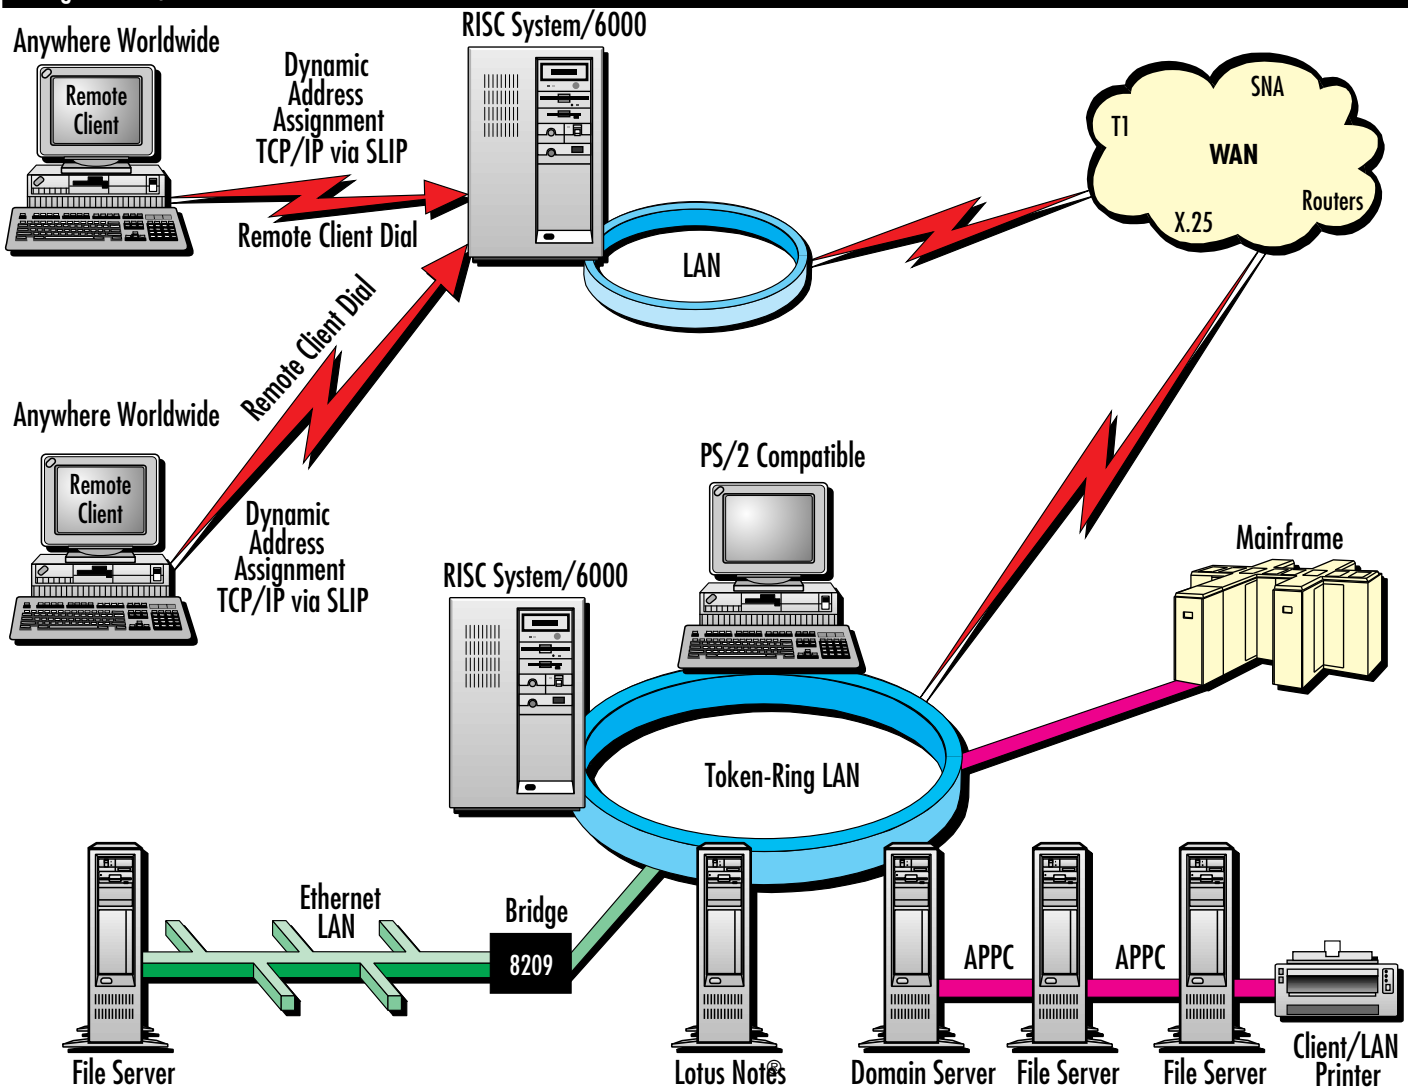 Anywhere Worldwide
RISC System/6000
Remote
Client
Dynamic
Address
Assignment
TCP/IP via SLIP
Remote Client Dial
LAN
SNA
T1
WAN
Routers
X.25
Remote Client Dial
Anywhere Worldwide
Remote
Client
Dynamic
Address
Assignment
TCP/IP via SLIP
PS/2 Compatible
RISC System/6000
Mainframe
Token-Ring LAN
Ethernet
LAN
Bridge
8209
APPC
APPC
File Server
Lotus Notes®
Domain Server
File Server
File Server
Client/LAN
Printer